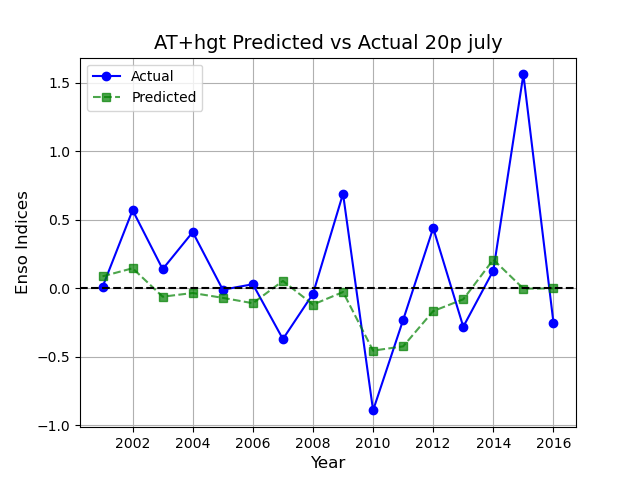 AT+hgt Predicted vs Actual 20p july
Actual
Predicted
Enso Indices
1.5
1.0
0.5
0.0
−0.5
−1.0
2002 2004 2006 2008 2010 2012 2014 2016
Year